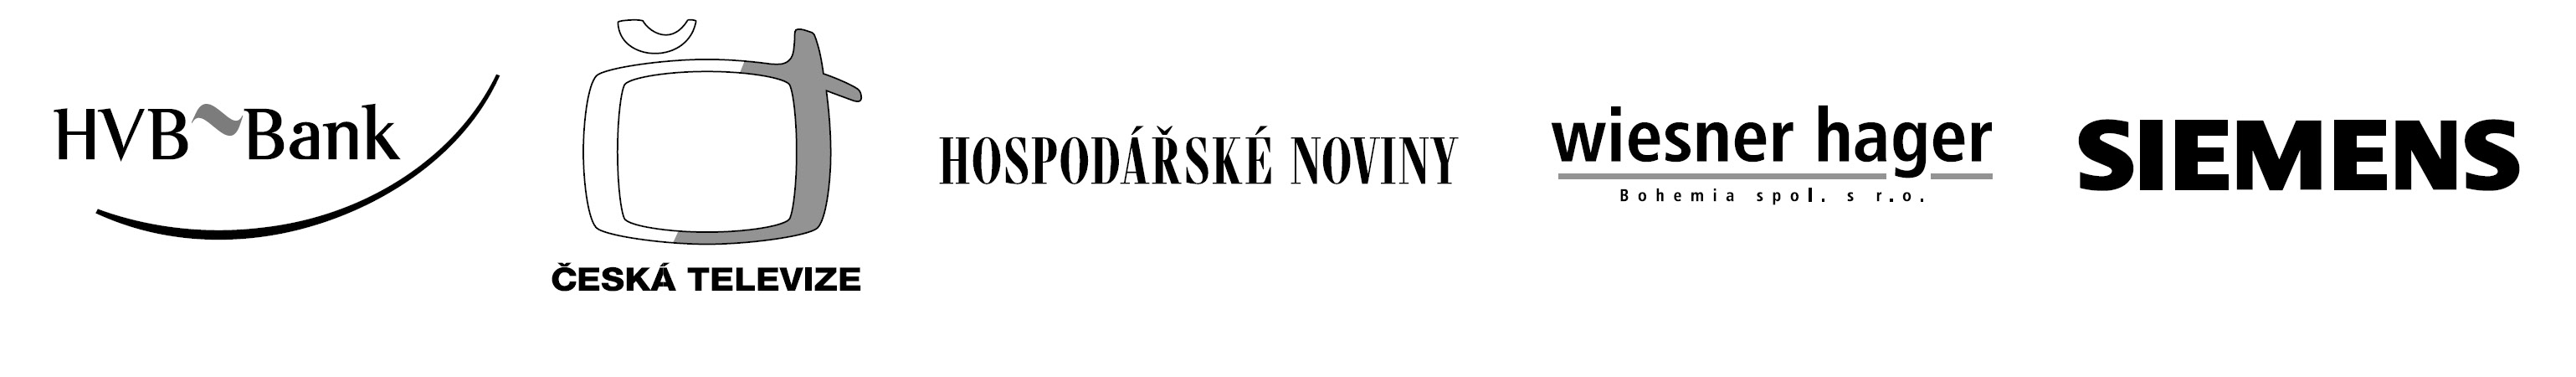 HVB Bank
ČESKÁ TELEVIZE
HOSPODÁŘSKÉ NOVINY
wiesner hager
Bohemia spol. s r.o.
SIEMENS